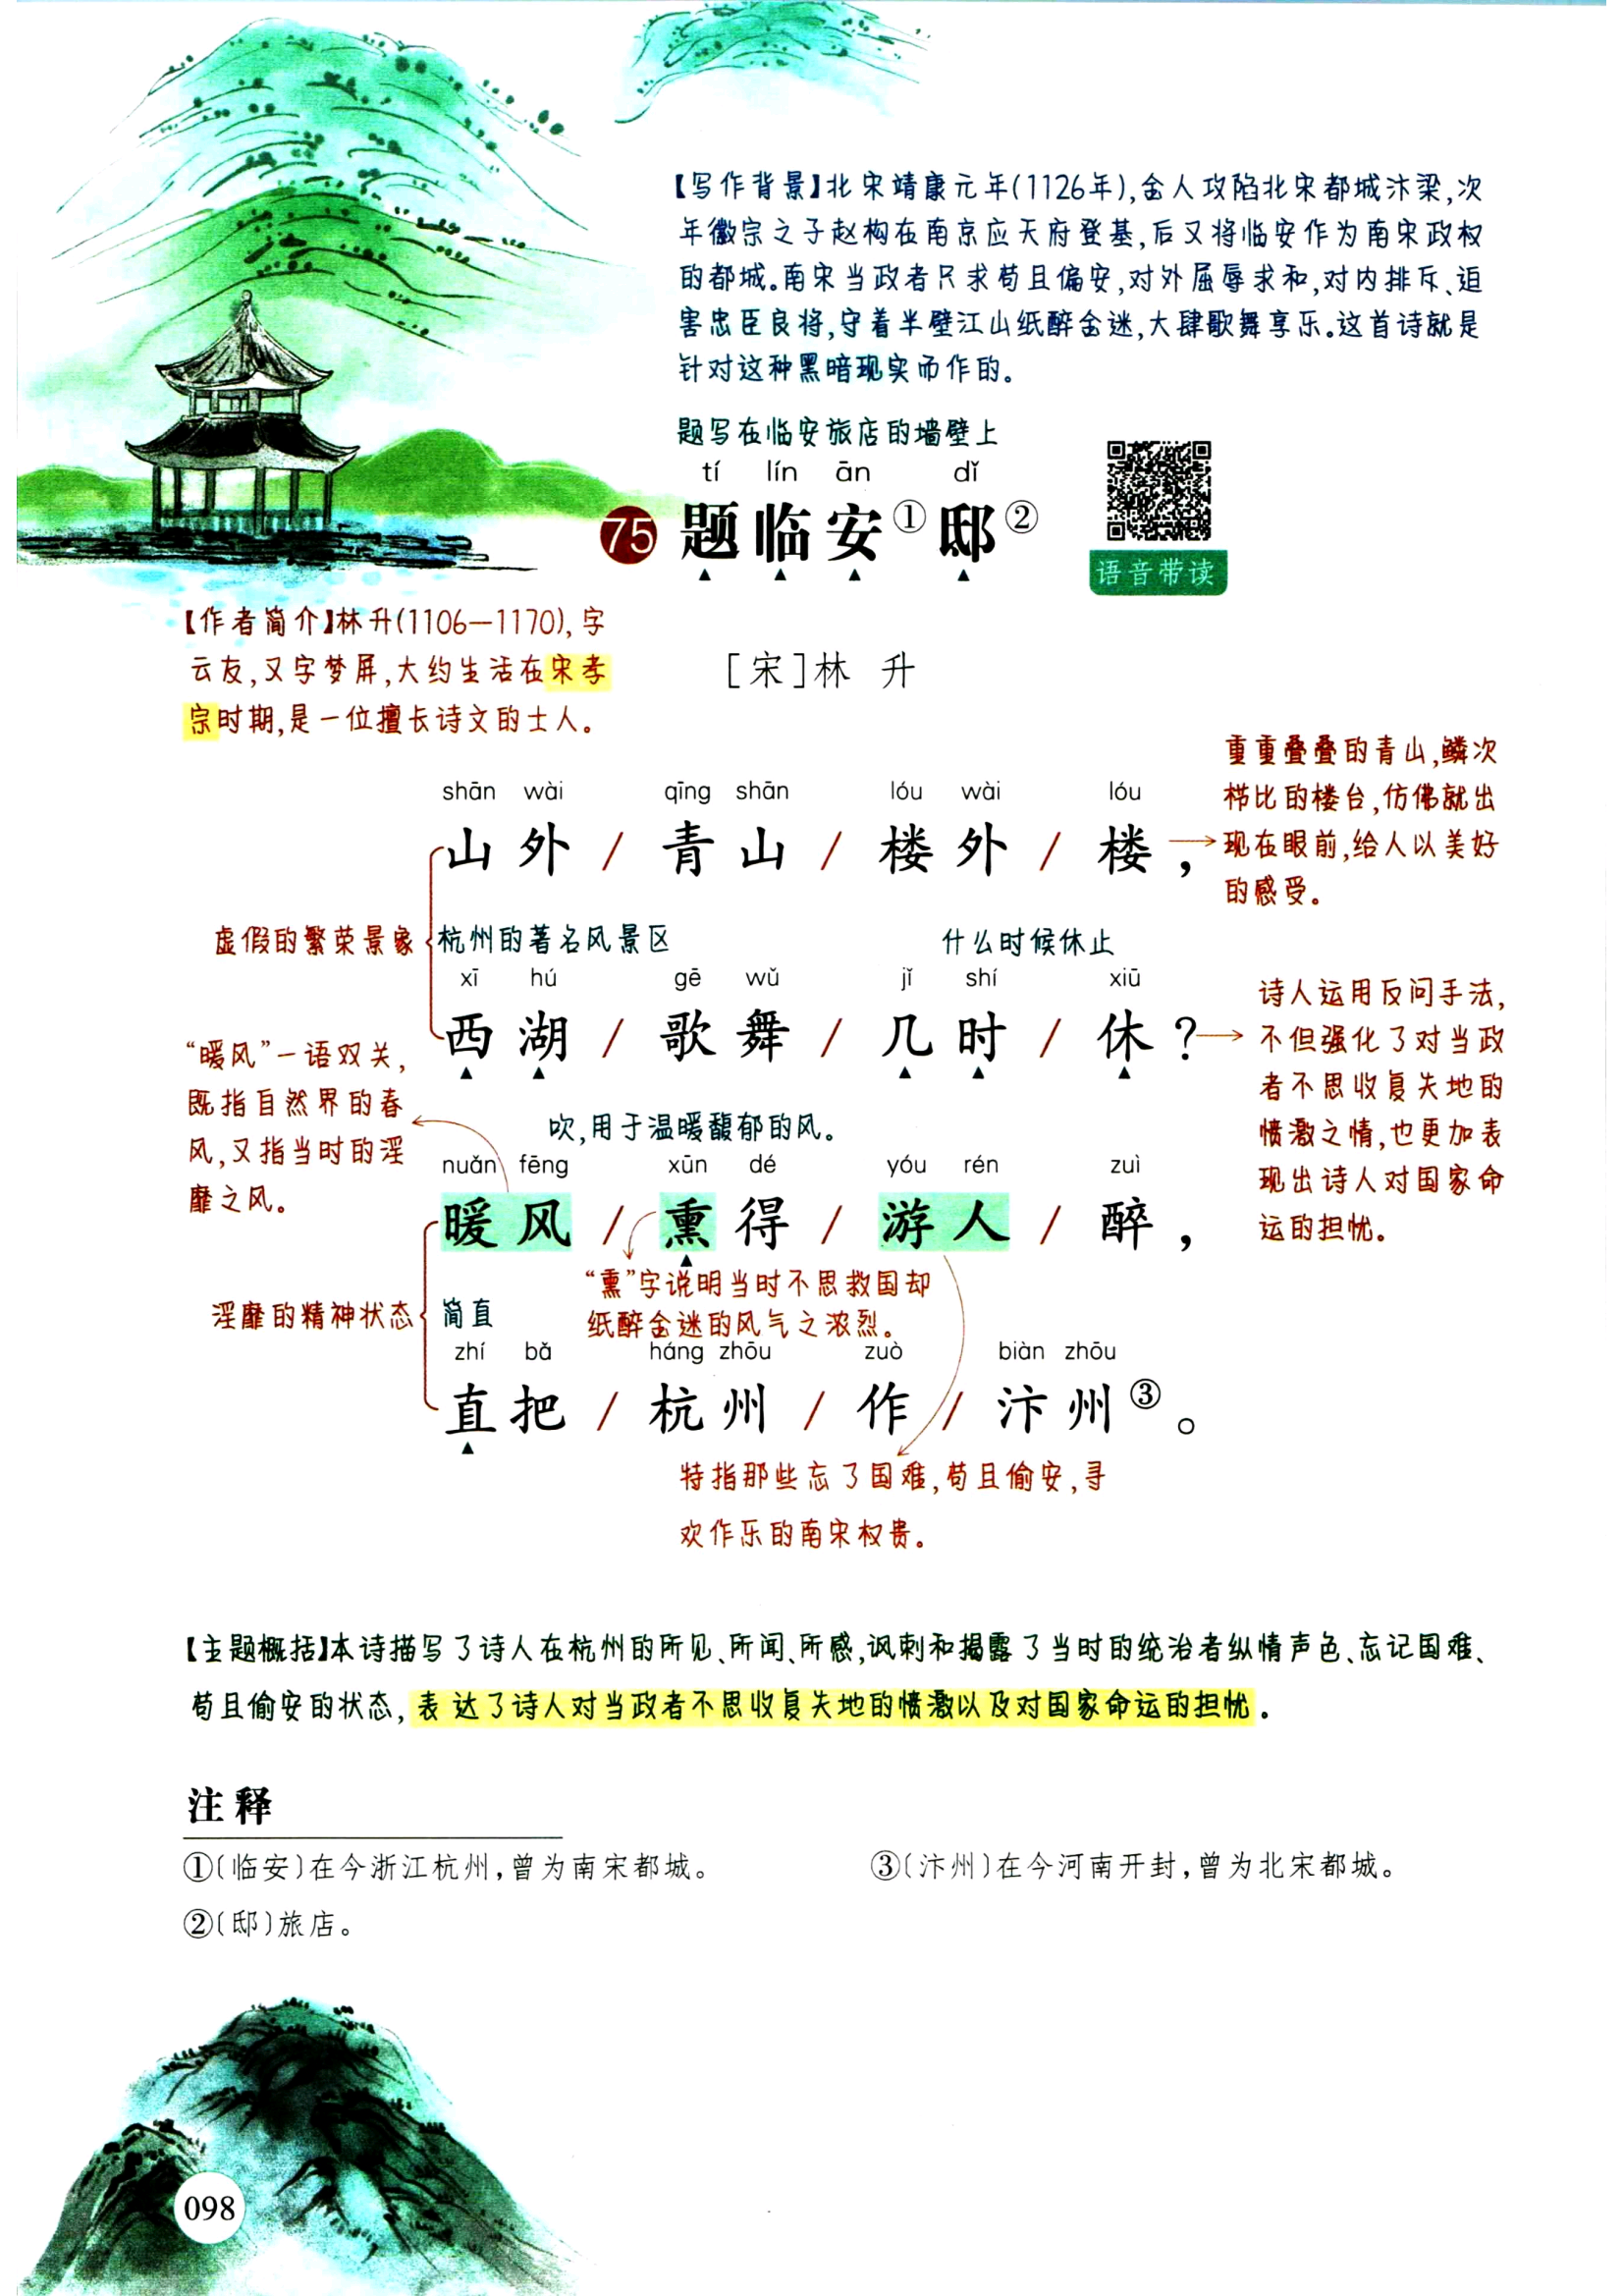 【写作背景】北宋靖康元年(1126年),金人攻陷北宋都城汴梁,次
年徽宗之子赵构在南京应天府登基,后又将临安作为南宋政权
的都城。南宋当政者只求苟且偏安,对外屈辱求和,对内排斥、迫
害忠臣良将,守着半壁江山纸醉金迷,大肆歌舞享乐。这首诗就是
针对这种黑暗现实而作的。
题写在临安旅店的墙壁上
tí lín ān dǐ
75 题临安①邸②
语音带读
【作者简介】林升(1106—1170),字
云友,又字梦屏,大约生活在宋孝
宗时期,是一位擅长诗文的士人。
[宋]林 升
shān wài qīng shān lóu wài lóu
山外/青山/楼外/楼,
重重叠叠的青山,鳞次
栉比的楼台,仿佛就出
现在眼前,给人以美好
的感受。
虚假的繁荣景象
杭州的著名风景区 什么时候休止
xī hú gē wǔ jǐ shí xiū
西湖/歌舞/几时/休?
诗人运用反问手法,
不但强化了对当政
者不思收复失地的
愤激之情,也更加表
现出诗人对国家命
运的担忧。
“暖风”一语双关,
既指自然界的春
风,又指当时的淫
靡之风。
吹,用于温暖馥郁的风。
nuǎn fēng xūn dé yóu rén zuì
暖风/熏得/游人/醉,
“熏”字说明当时不思救国却
纸醉金迷的风气之浓烈。
淫靡的精神状态
简直
zhí bǎ háng zhōu zuò biàn zhōu
直把/杭州/作/汴州③。
特指那些忘了国难,苟且偷安,寻
欢作乐的南宋权贵。
【主题概括】本诗描写了诗人在杭州的所见、所闻、所感,讽刺和揭露了当时的统治者纵情声色、忘记国难、
苟且偷安的状态,表达了诗人对当政者不思收复失地的愤激以及对国家命运的担忧。
注释
①〔临安〕在今浙江杭州,曾为南宋都城。
②〔邸〕旅店。
③〔汴州〕在今河南开封,曾为北宋都城。
098